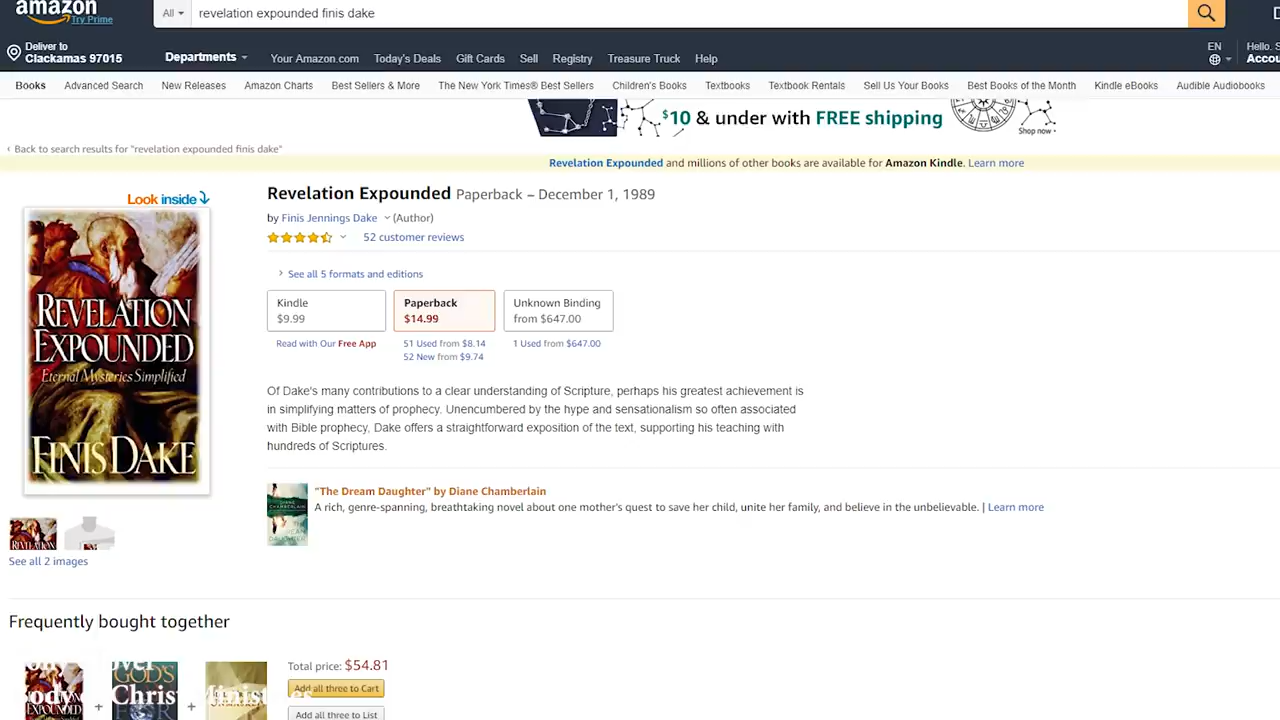 amazon
Try Prime
All
revelation expounded finis dake
Deliver to
Clackamas 97015
Departments
Your Amazon.com
Today's Deals
Gift Cards
Sell
Registry
Treasure Truck
Help
EN
Hello. S
Accou
Books
Advanced Search
New Releases
Amazon Charts
Best Sellers & More
The New York Times® Best Sellers
Children's Books
Textbooks
Textbook Rentals
Sell Us Your Books
Best Books of the Month
Kindle eBooks
Audible Audiobooks
$10 & under with FREE shipping
Shop now ›
‹ Back to search results for "revelation expounded finis dake"
Revelation Expounded and millions of other books are available for Amazon Kindle. Learn more
Look inside
REVELATION
EXPOUNDED
Eternal Mysteries Simplified
FINIS DAKE
See all 2 images
Revelation Expounded Paperback – December 1, 1989
by Finis Jennings Dake (Author)
52 customer reviews
› See all 5 formats and editions
Kindle
$9.99
Read with Our Free App
Paperback
$14.99
51 Used from $8.14
52 New from $9.74
Unknown Binding
from $647.00
1 Used from $647.00
Of Dake's many contributions to a clear understanding of Scripture, perhaps his greatest achievement is
in simplifying matters of prophecy. Unencumbered by the hype and sensationalism so often associated
with Bible prophecy, Dake offers a straightforward exposition of the text, supporting his teaching with
hundreds of Scriptures.
"The Dream Daughter" by Diane Chamberlain
A rich, genre-spanning, breathtaking novel about one mother's quest to save her child, unite her family, and believe in the unbelievable. | Learn more
Frequently bought together
GOD'S
+
+
Christ
Total price: $54.81
Add all three to Cart
Add all three to List